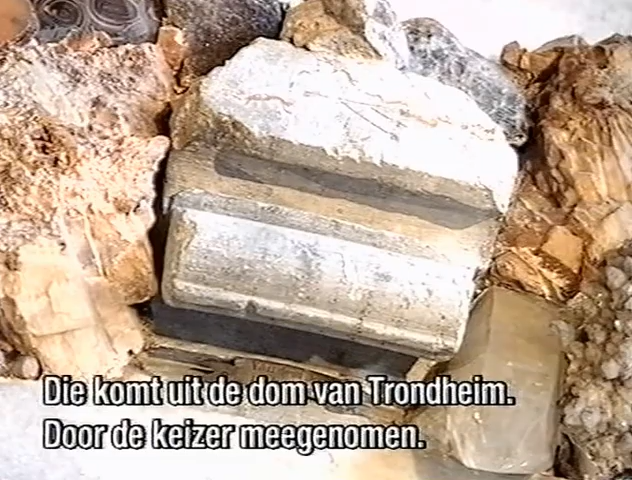 Die komt uit de dom van Trondheim.
Door de keizer meegenomen.